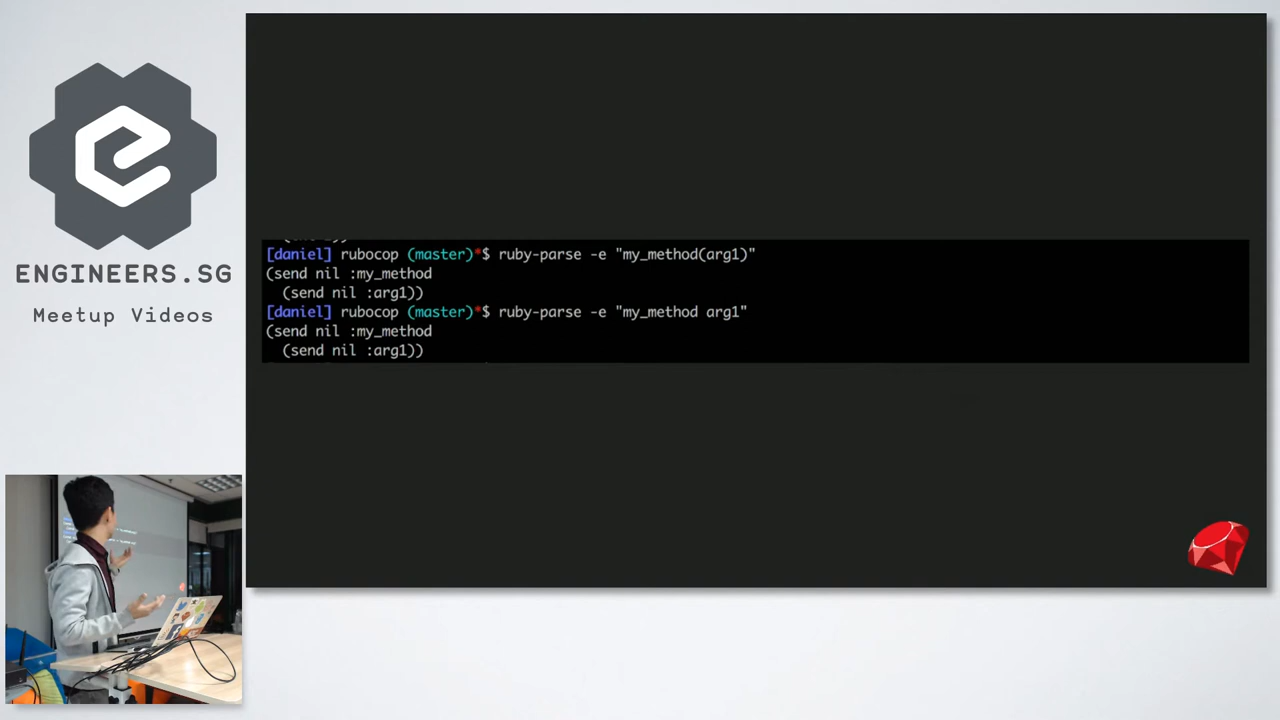 ENGINEERS.SG
Meetup Videos
[daniel] rubocop (master)*$ ruby-parse -e "my_method(arg1)"
(send nil :my_method
  (send nil :arg1))
[daniel] rubocop (master)*$ ruby-parse -e "my_method arg1"
(send nil :my_method
  (send nil :arg1))